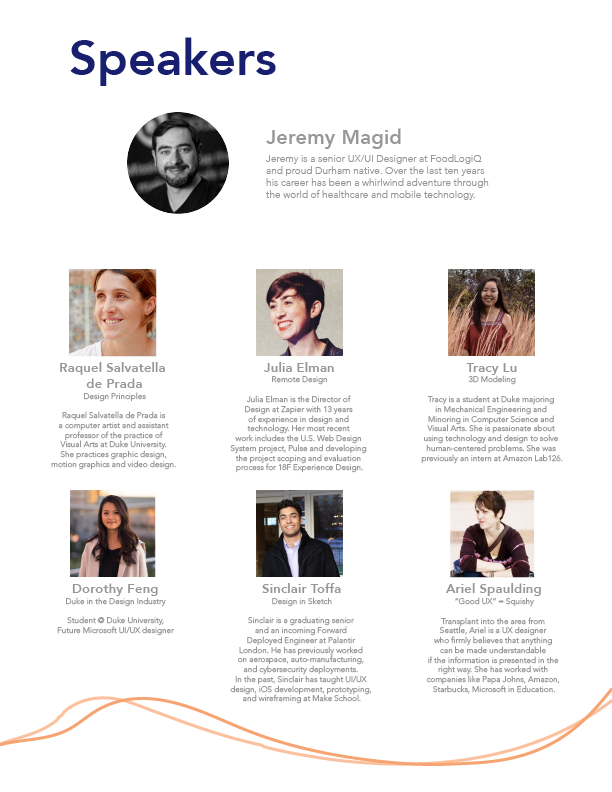 Speakers
Jeremy Magid
Jeremy is a senior UX/UI Designer at FoodLogiQ
and proud Durham native. Over the last ten years
his career has been a whirlwind adventure through
the world of healthcare and mobile technology.
Raquel Salvatella
de Prada
Design Principles
Raquel Salvatella de Prada is
a computer artist and assistant
professor of the practice of
Visual Arts at Duke University.
She practices graphic design,
motion graphics and video design.
Julia Elman
Remote Design
Julia Elman is the Director of
Design at Zapier with 13 years
of experience in design and
technology. Her most recent
work includes the U.S. Web Design
System project, Pulse and developing
the project scoping and evaluation
process for 18F Experience Design.
Tracy Lu
3D Modeling
Tracy is a student at Duke majoring
in Mechanical Engineering and
Minoring in Computer Science and
Visual Arts. She is passionate about
using technology and design to solve
human-centered problems. She was
previously an intern at Amazon Lab126.
Dorothy Feng
Duke in the Design Industry
Student @ Duke University,
Future Microsoft UI/UX designer
Sinclair Toffa
Design in Sketch
Sinclair is a graduating senior
and an incoming Forward
Deployed Engineer at Palantir
London. He has previously worked
on aerospace, auto-manufacturing,
and cybersecurity deployments.
In the past, Sinclair has taught UI/UX
design, iOS development, prototyping,
and wireframing at Make School.
Ariel Spaulding
"Good UX" = Squishy
Transplant into the area from
Seattle, Ariel is a UX designer
who firmly believes that anything
can be made understandable
if the information is presented in the
right way. She has worked with
companies like Papa Johns, Amazon,
Starbucks, Microsoft in Education.